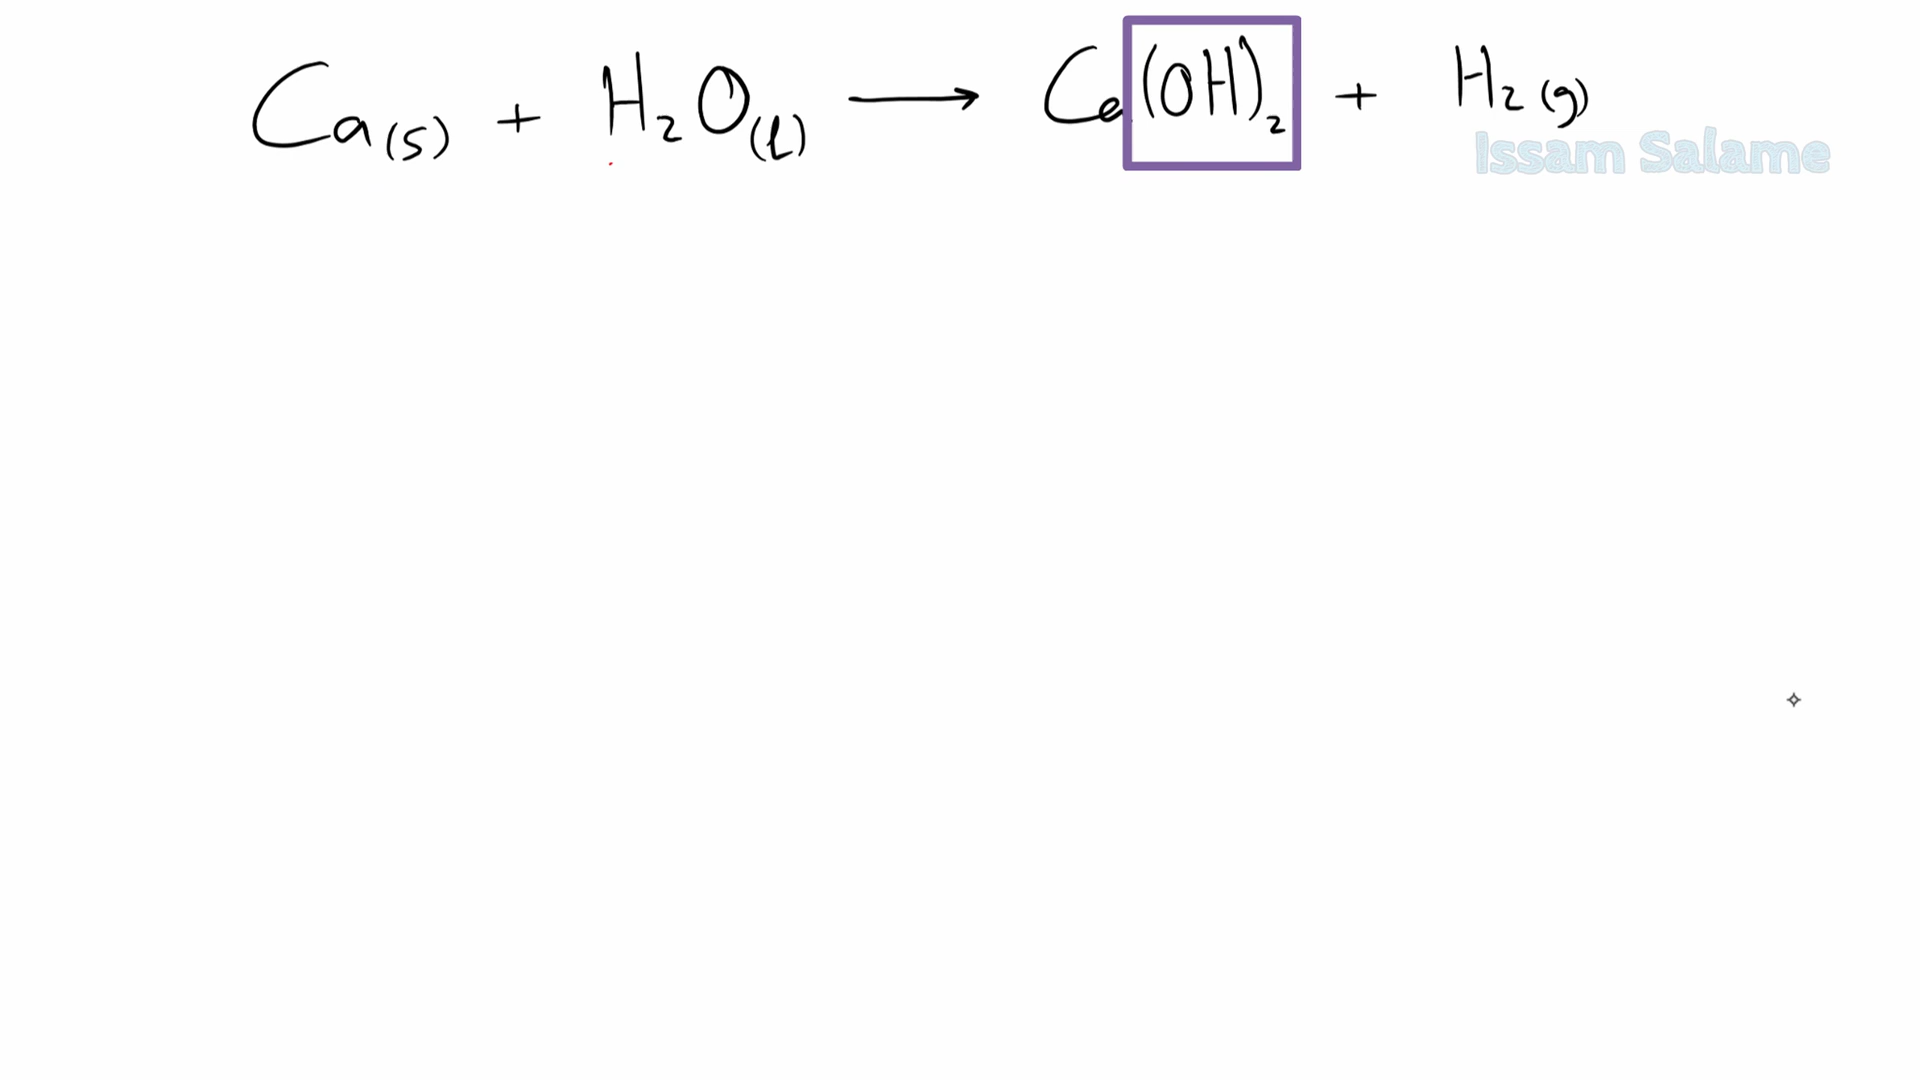 Ca(s) + H₂O(l) ⟶ Ca(OH)₂ + H₂(g)
Issam Salame